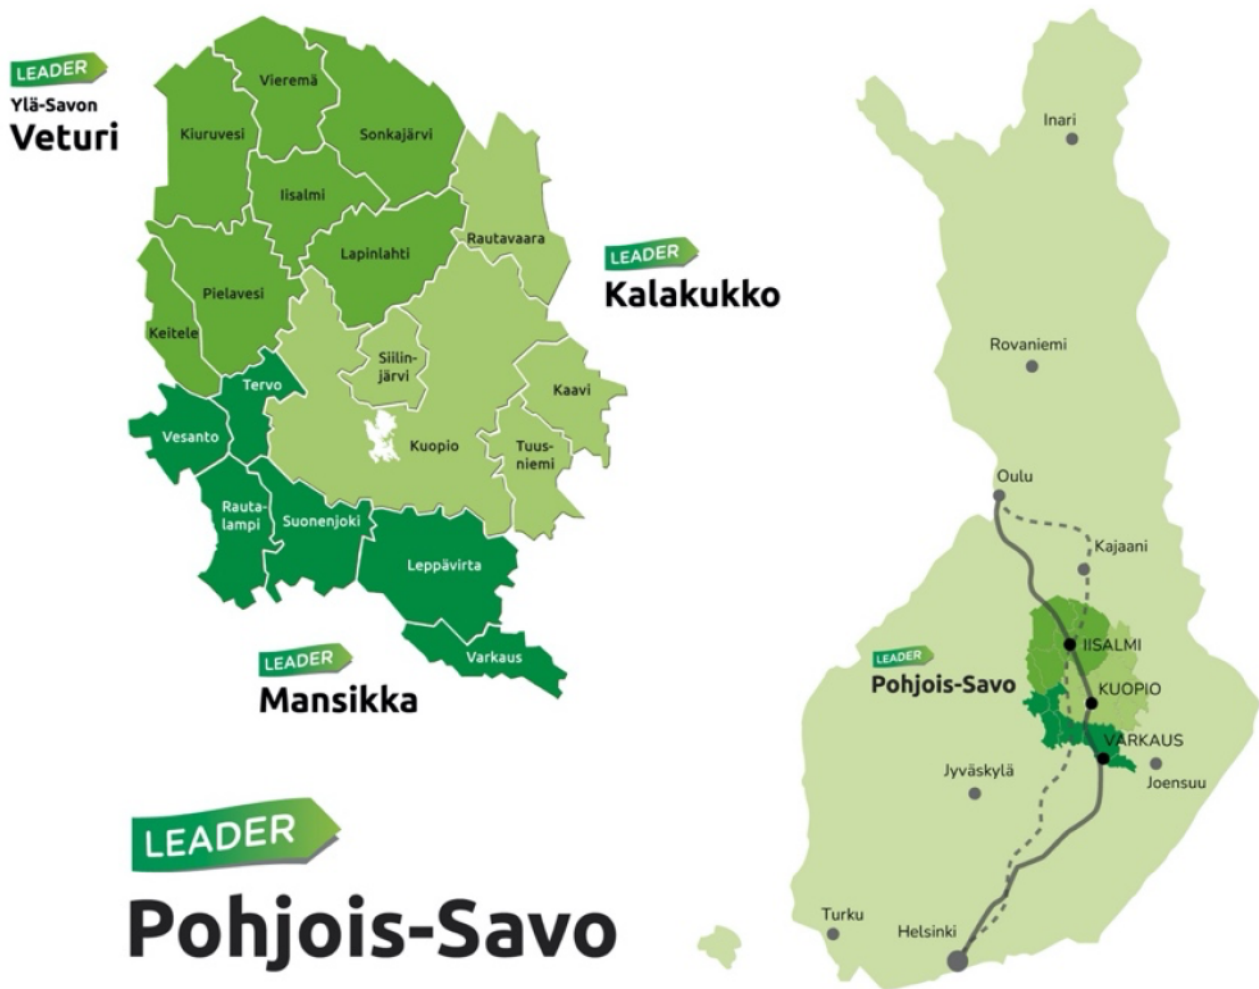 LEADER
Ylä-Savon
Veturi
Vieremä
Kiuruvesi
Sonkajärvi
Iisalmi
Rautavaara
Lapinlahti
Pielavesi
Keitele
Siilin-
järvi
Tervo
Kaavi
Vesanto
Kuopio
Tuus-
niemi
Rauta-
lampi
Suonenjoki
Leppävirta
Varkaus
LEADER
Kalakukko
LEADER
Mansikka
LEADER
Pohjois-Savo
Inari
Rovaniemi
Oulu
Kajaani
IISALMI
LEADER
Pohjois-Savo
KUOPIO
VARKAUS
Jyväskylä
Joensuu
Turku
Helsinki